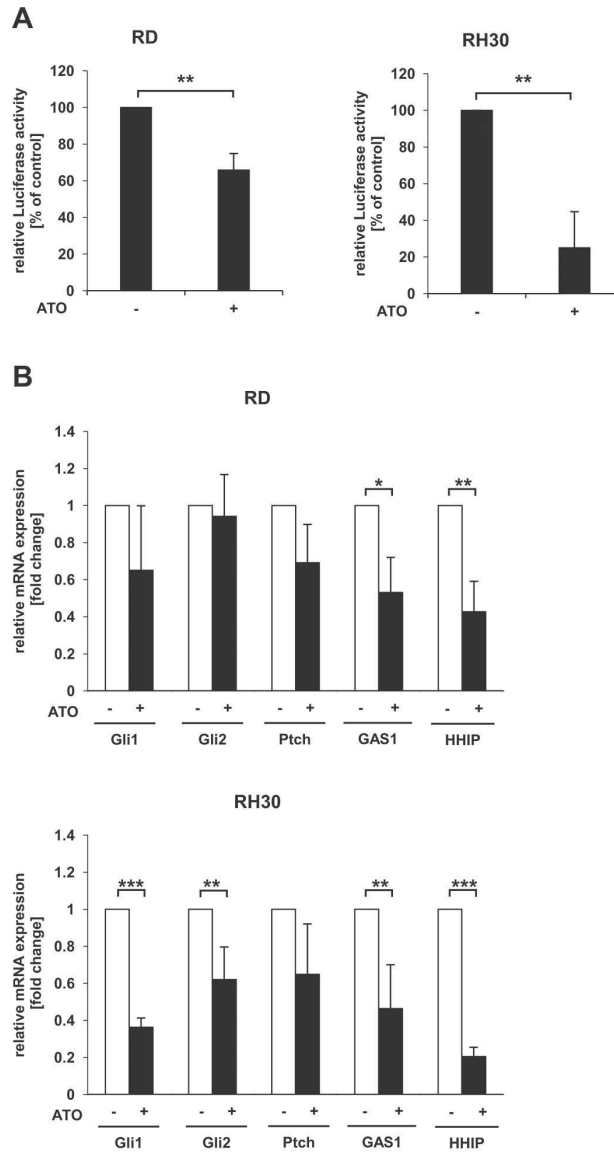 A
RD
RH30
relative Luciferase activity
[% of control]
120
100
80
60
40
20
0
**
ATO
-
+
relative Luciferase activity
[% of control]
120
100
80
60
40
20
0
**
ATO
-
+
B
RD
relative mRNA expression
[fold change]
1.4
1.2
1
0.8
0.6
0.4
0.2
0
*
**
ATO
- + - + - + - + - +
Gli1 Gli2 Ptch GAS1 HHIP
RH30
relative mRNA expression
[fold change]
1.4
1.2
1
0.8
0.6
0.4
0.2
0
***
**
**
***
ATO
- + - + - + - + - +
Gli1 Gli2 Ptch GAS1 HHIP